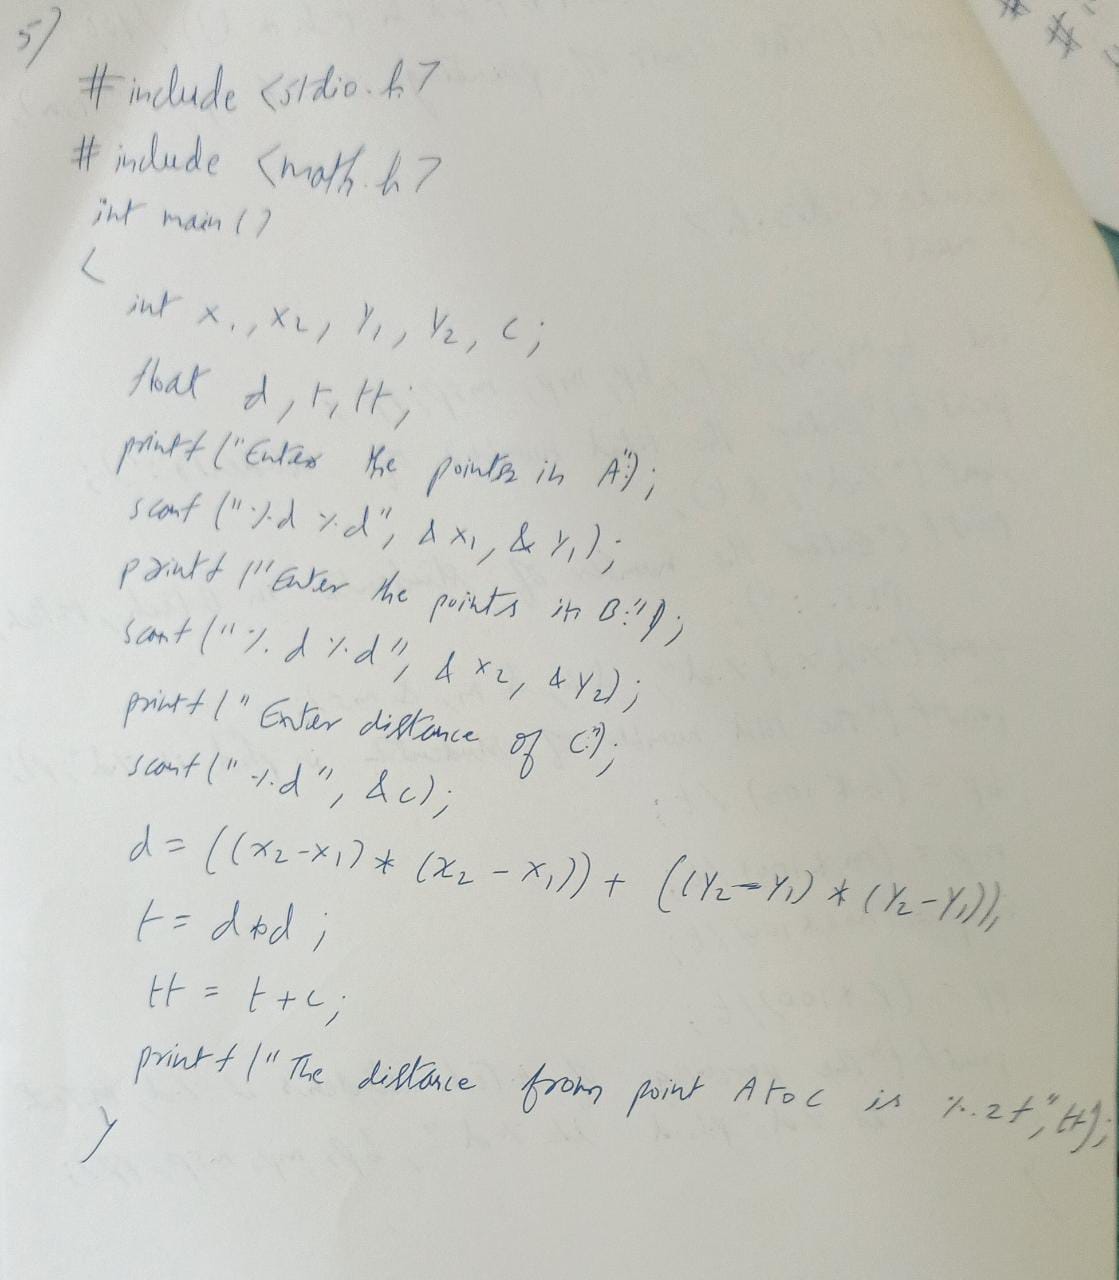 5)
#include <stdio.h>
#include <math.h>
int main()
{
int x1, x2, y1, y2, c;
float d, t, tt;
printf("Enter the points in A:");
scanf("%d %d", &x1, &y1);
printf("Enter the points in B:");
scanf("%d %d", &x2, &y2);
printf("Enter distance of C:");
scanf("%d", &c);
d = ((x2-x1) * (x2-x1)) + ((y2-y1) * (y2-y1));
t = d*d;
tt = t+c;
printf("The distance from point A to C is %.2f", tt);
}